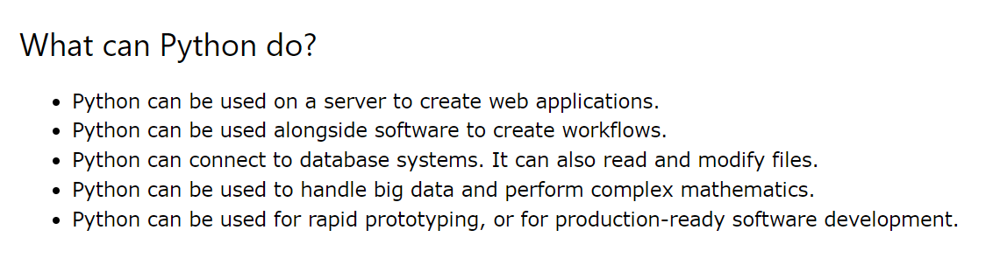 What can Python do?
• Python can be used on a server to create web applications.
• Python can be used alongside software to create workflows.
• Python can connect to database systems. It can also read and modify files.
• Python can be used to handle big data and perform complex mathematics.
• Python can be used for rapid prototyping, or for production-ready software development.